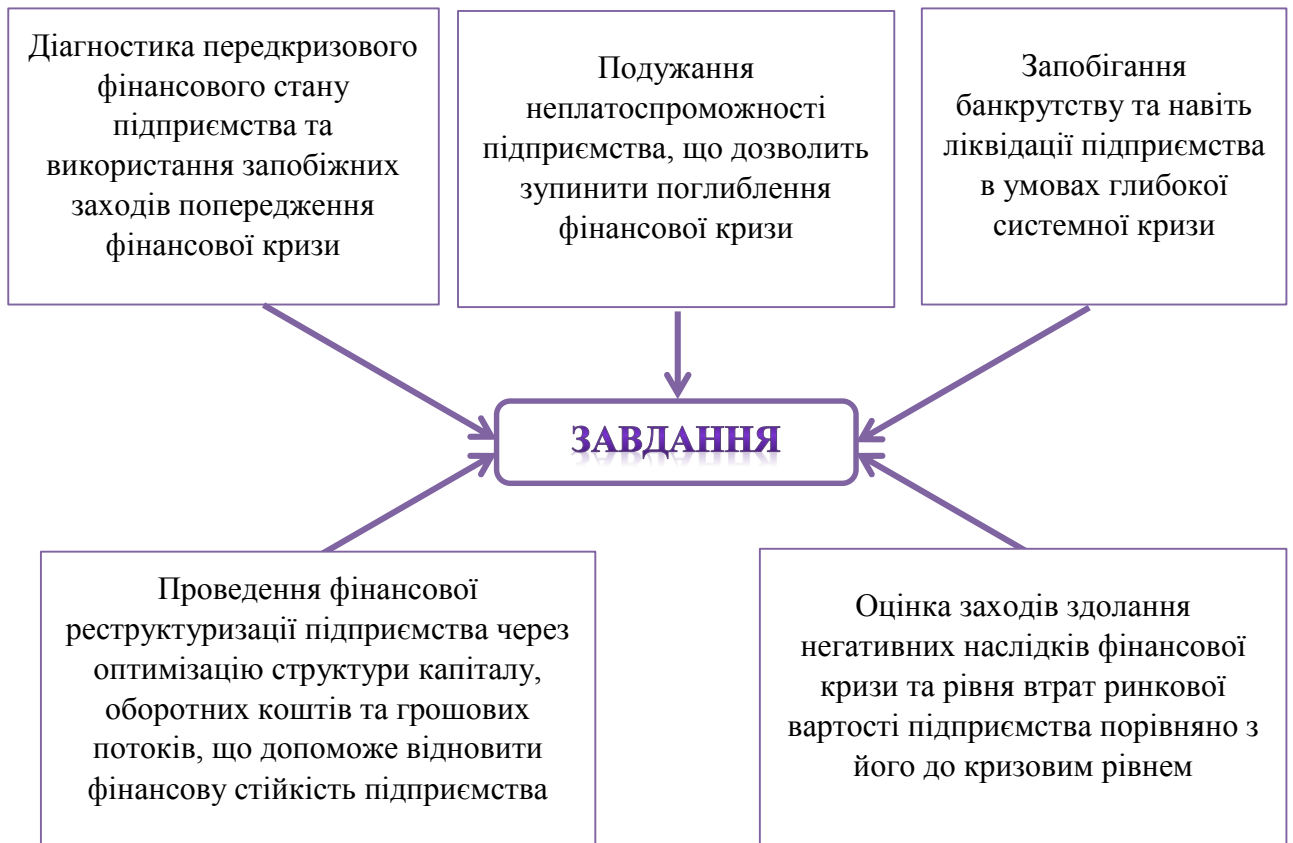 Діагностика передкризового
фінансового стану
підприємства та
використання запобіжних
заходів попередження
фінансової кризи
Подужання
неплатоспроможності
підприємства, що дозволить
зупинити поглиблення
фінансової кризи
Запобігання
банкрутству та навіть
ліквідації підприємства
в умовах глибокої
системної кризи
ЗАВДАННЯ
Проведення фінансової
реструктуризації підприємства через
оптимізацію структури капіталу,
оборотних коштів та грошових
потоків, що допоможе відновити
фінансову стійкість підприємства
Оцінка заходів здолання
негативних наслідків фінансової
кризи та рівня втрат ринкової
вартості підприємства порівняно з
його до кризовим рівнем